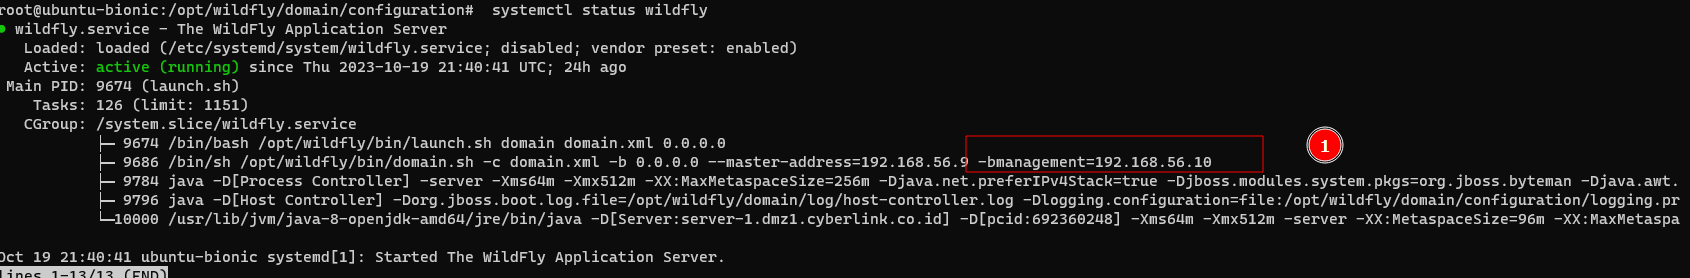 root@ubuntu-bionic:/opt/wildfly/domain/configuration#  systemctl status wildfly
● wildfly.service - The WildFly Application Server
   Loaded: loaded (/etc/systemd/system/wildfly.service; disabled; vendor preset: enabled)
   Active: active (running) since Thu 2023-10-19 21:40:41 UTC; 24h ago
 Main PID: 9674 (launch.sh)
    Tasks: 126 (limit: 1151)
   CGroup: /system.slice/wildfly.service
           ├─ 9674 /bin/bash /opt/wildfly/bin/launch.sh domain domain.xml 0.0.0.0
           ├─ 9686 /bin/sh /opt/wildfly/bin/domain.sh -c domain.xml -b 0.0.0.0 --master-address=192.168.56.9 -bmanagement=192.168.56.10
1
           ├─ 9784 java -D[Process Controller] -server -Xms64m -Xmx512m -XX:MaxMetaspaceSize=256m -Djava.net.preferIPv4Stack=true -Djboss.modules.system.pkgs=org.jboss.byteman -Djava.awt.
           ├─ 9796 java -D[Host Controller] -Dorg.jboss.boot.log.file=/opt/wildfly/domain/log/host-controller.log -Dlogging.configuration=file:/opt/wildfly/domain/configuration/logging.pr
           └─10000 /usr/lib/jvm/java-8-openjdk-amd64/jre/bin/java -D[Server:server-1.dmz1.cyberlink.co.id] -D[pcid:692360248] -Xms64m -Xmx512m -server -XX:MetaspaceSize=96m -XX:MaxMetaspa
Oct 19 21:40:41 ubuntu-bionic systemd[1]: Started The WildFly Application Server.
lines 1-13/13 (END)